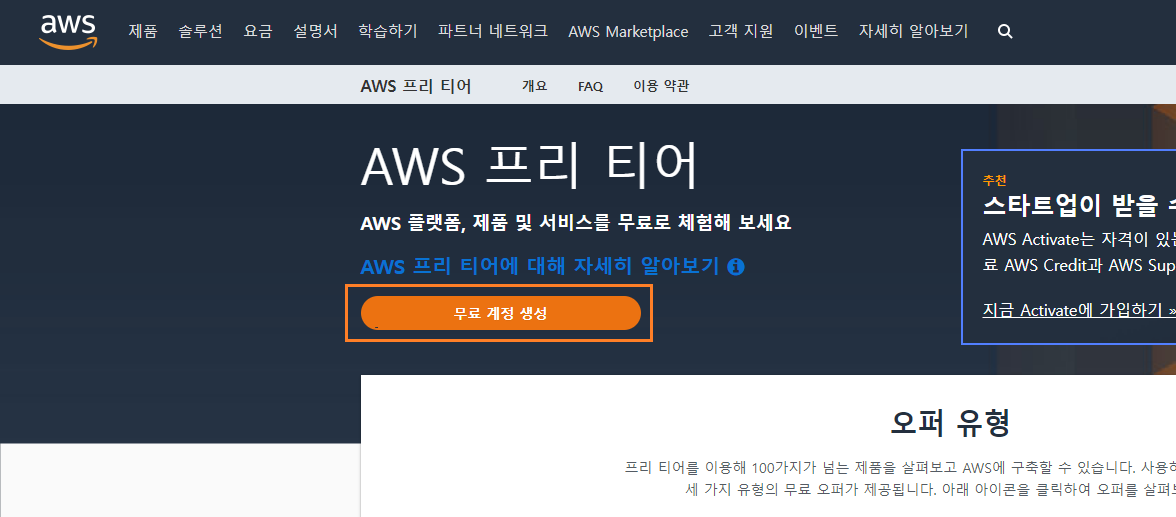 aws
제품 솔루션 요금 설명서 학습하기 파트너 네트워크 AWS Marketplace 고객 지원 이벤트 자세히 알아보기
AWS 프리 티어 개요 FAQ 이용 약관
AWS 프리 티어
AWS 플랫폼, 제품 및 서비스를 무료로 체험해 보세요
AWS 프리 티어에 대해 자세히 알아보기
무료 계정 생성
추천
스타트업이 받을
AWS Activate는 자격이 있는
료 AWS Credit과 AWS Sup
지금 Activate에 가입하기 »
오퍼 유형
프리 티어를 이용해 100가지가 넘는 제품을 살펴보고 AWS에 구축할 수 있습니다. 사용하
세 가지 유형의 무료 오퍼가 제공됩니다. 아래 아이콘을 클릭하여 오퍼를 살펴보